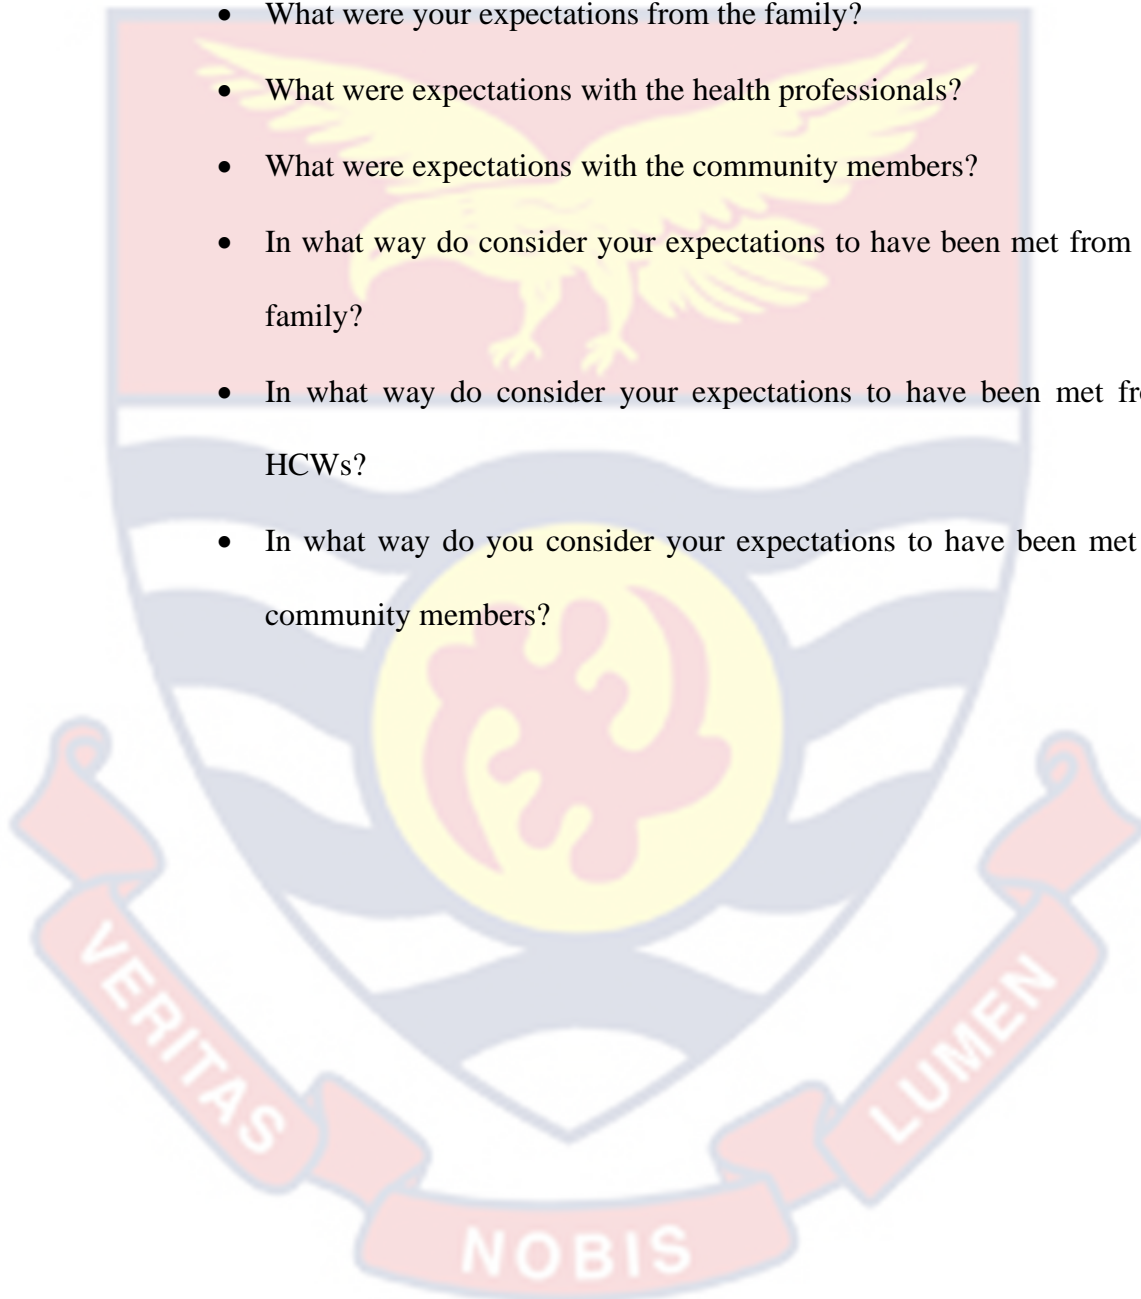 • What were your expectations from the family?
• What were expectations with the health professionals?
• What were expectations with the community members?
• In what way do consider your expectations to have been met from
family?
• In what way do consider your expectations to have been met
HCWs?
• In what way do you consider your expectations to have been met
community members?
VERITAS
NOBIS
LUMEN